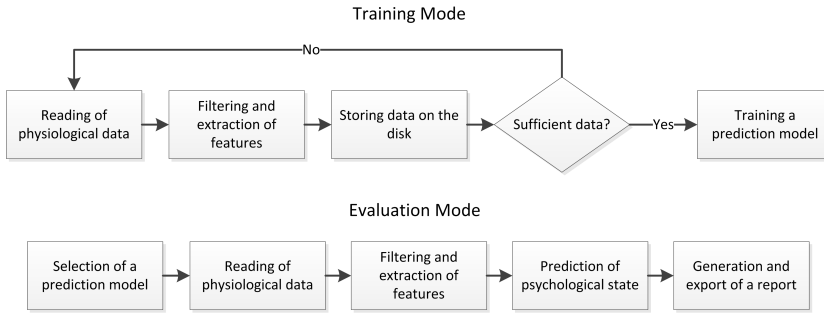 Training Mode
No
Reading of
physiological data
Filtering and
extraction of
features
Storing data on the
disk
Sufficient data?
Yes
Training a
prediction model
Evaluation Mode
Selection of a
prediction model
Reading of
physiological data
Filtering and
extraction of
features
Prediction of
psychological state
Generation and
export of a report